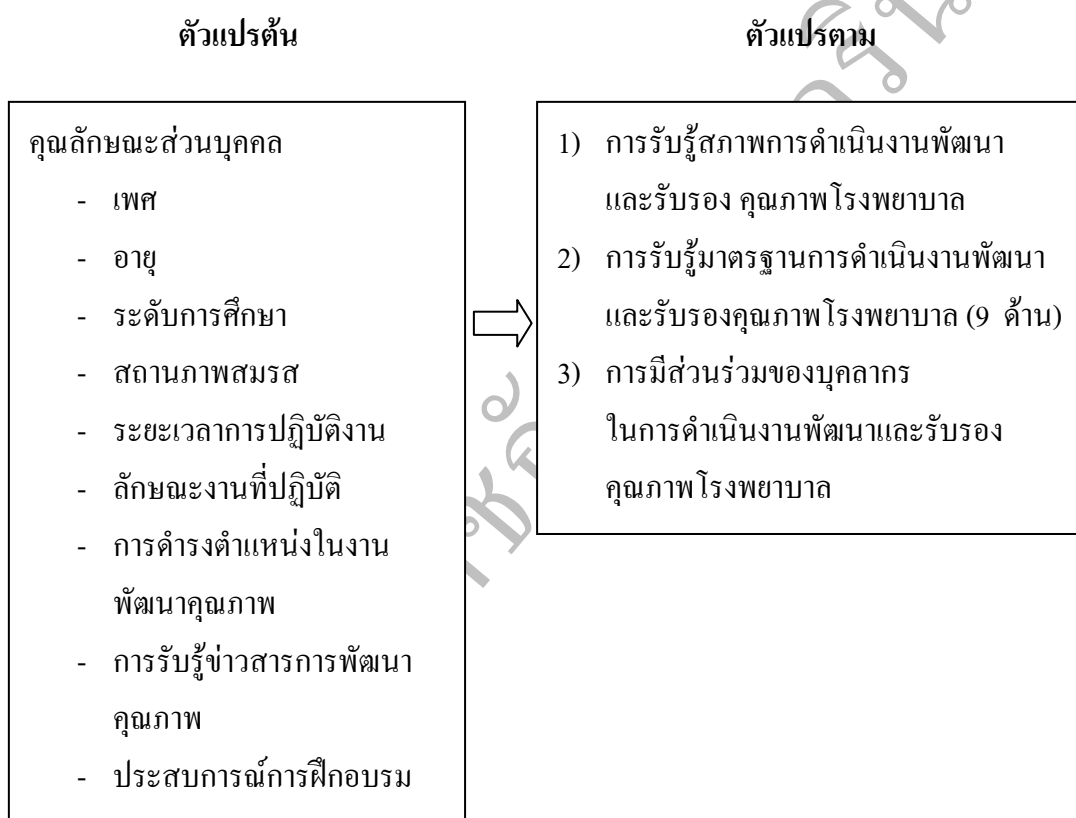 ตัวแปรต้น
ตัวแปรตาม
คุณลักษณะส่วนบุคคล
- เพศ
- อายุ
- ระดับการศึกษา
- สถานภาพสมรส
- ระยะเวลาการปฏิบัติงาน
- ลักษณะงานที่ปฏิบัติ
- การดำรงตำแหน่งในงาน
พัฒนาคุณภาพ
- การรับรู้ข่าวสารการพัฒนา
คุณภาพ
- ประสบการณ์การฝึกอบรม
1) การรับรู้สภาพการดำเนินงานพัฒนา
และรับรอง คุณภาพโรงพยาบาล
2) การรับรู้มาตรฐานการดำเนินงานพัฒนา
และรับรองคุณภาพโรงพยาบาล (9 ด้าน)
3) การมีส่วนร่วมของบุคลากร
ในการดำเนินงานพัฒนาและรับรอง
คุณภาพโรงพยาบาล